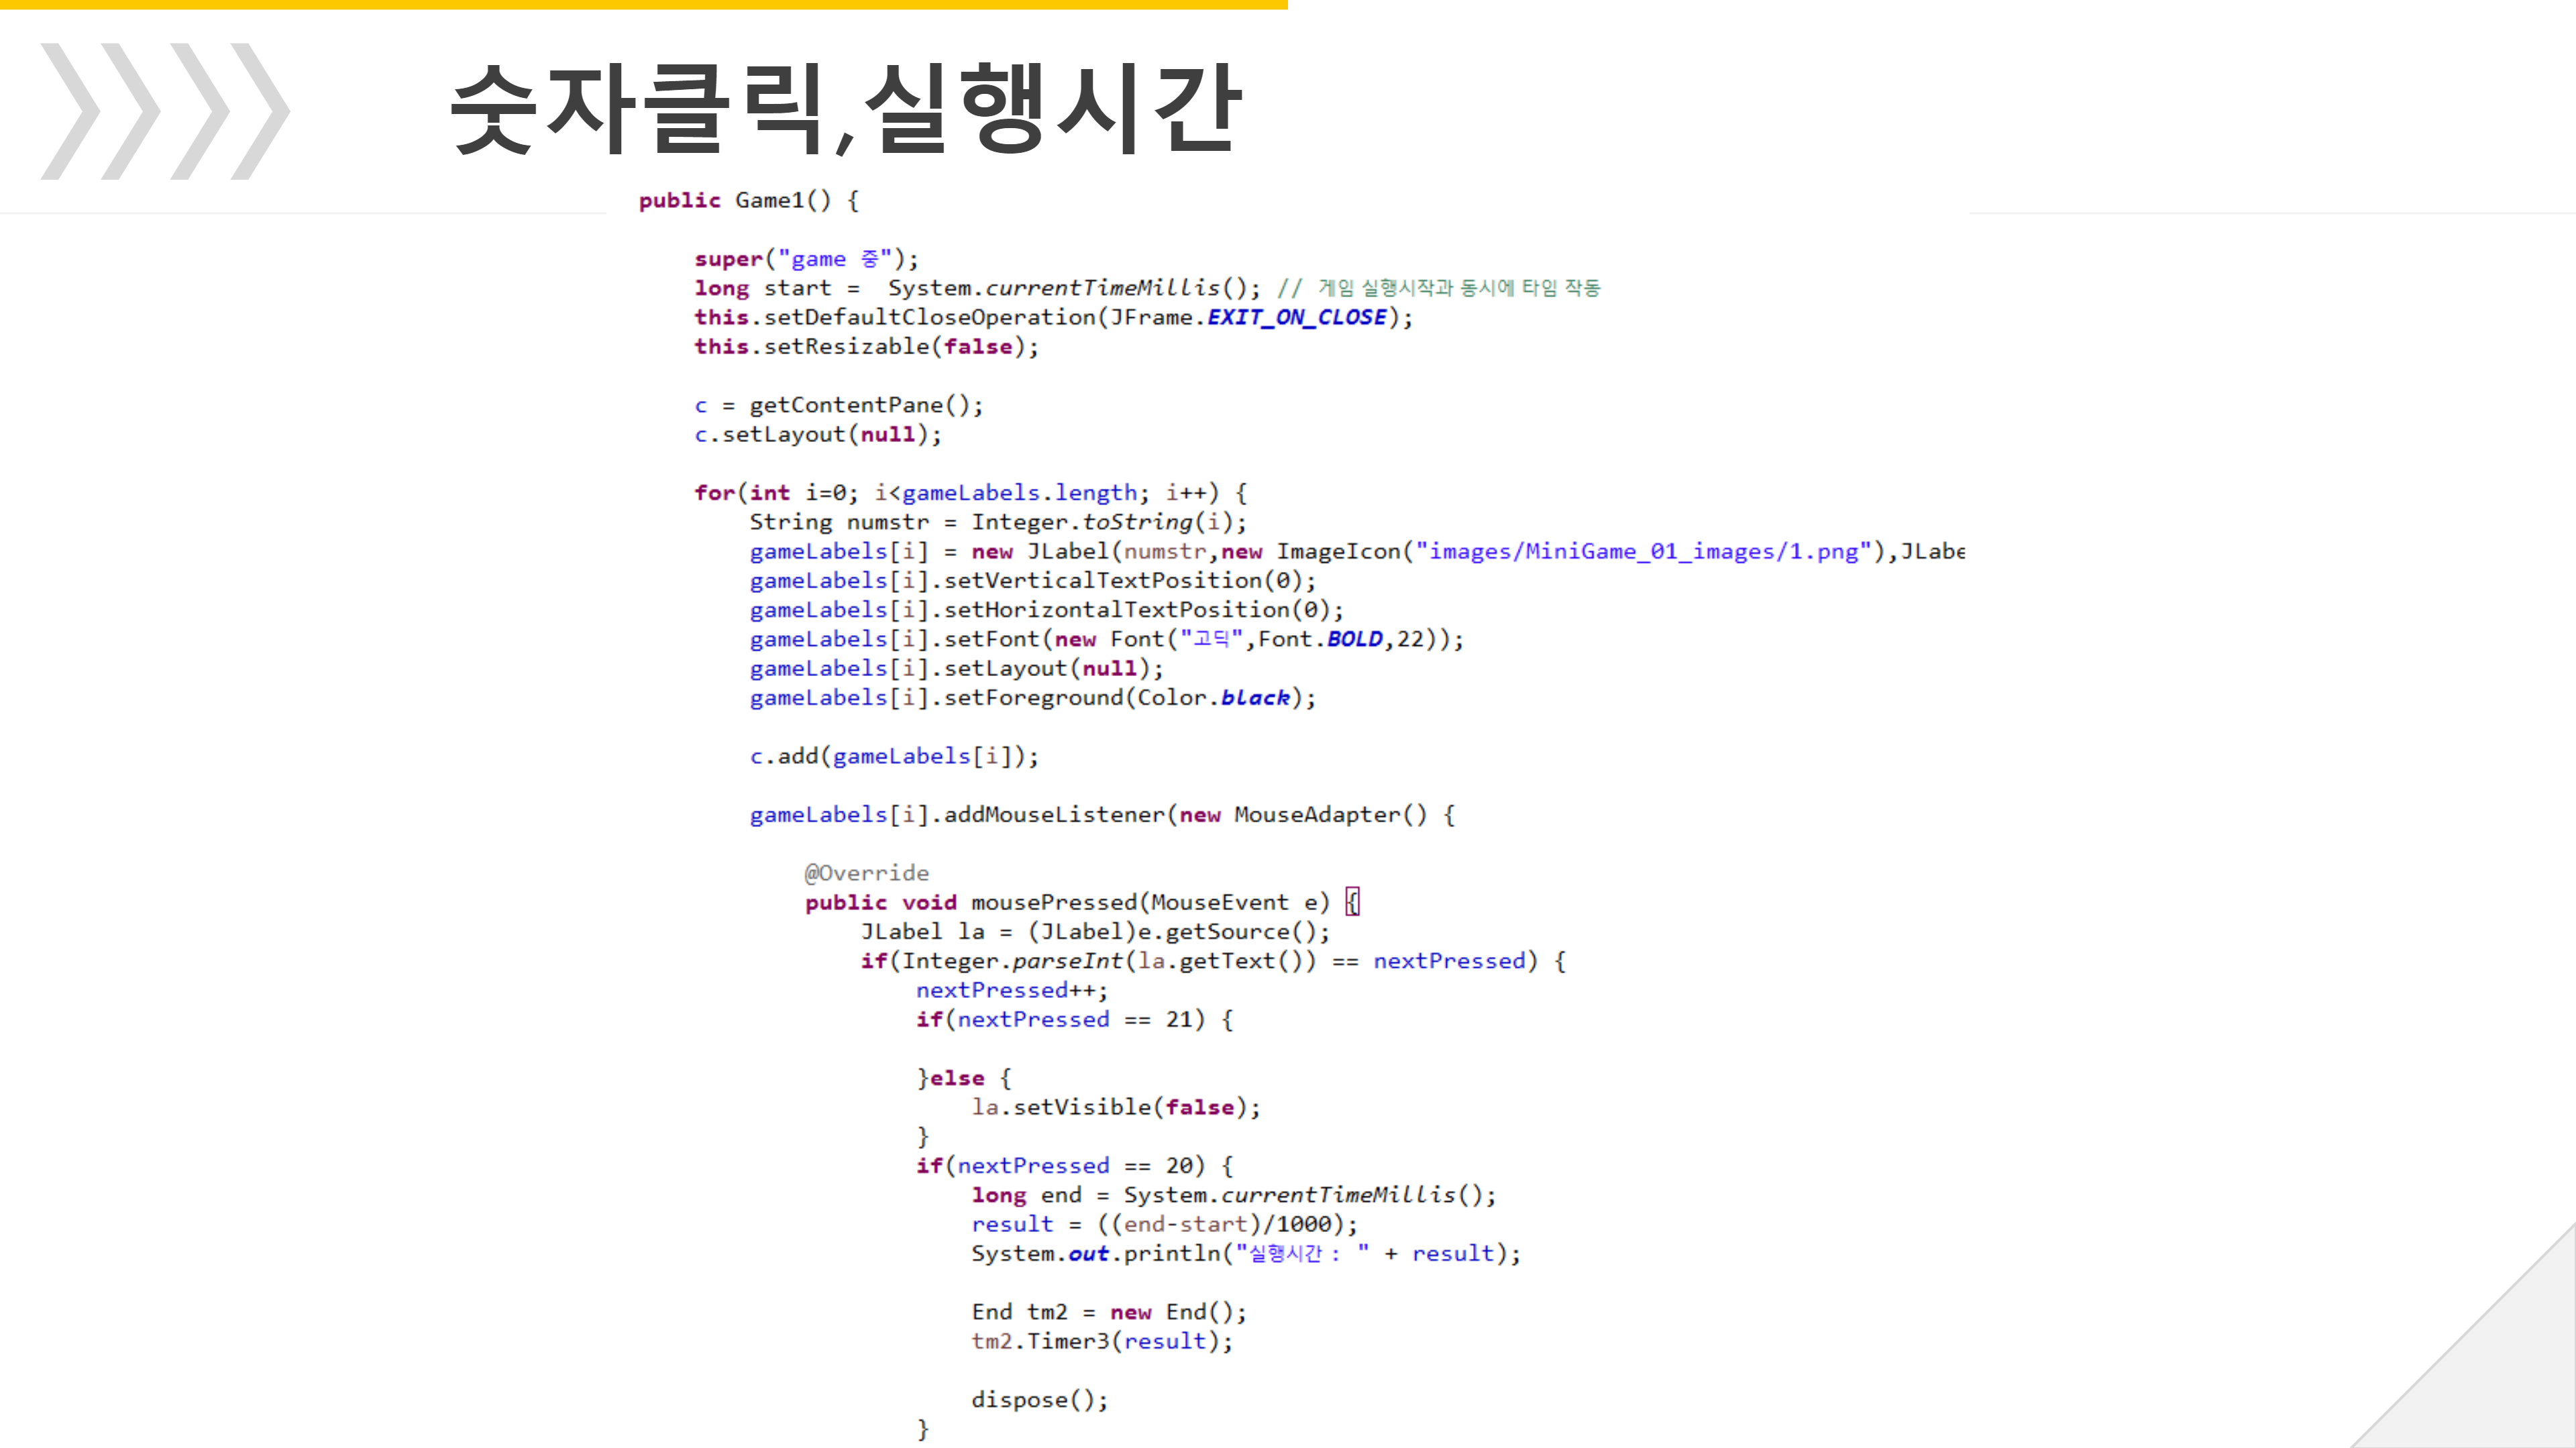 숫자클릭,실행시간
public Game1() {
super("game 중");
long start =  System.currentTimeMillis(); // 게임 실행시작과 동시에 타임 작동
this.setDefaultCloseOperation(JFrame.EXIT_ON_CLOSE);
this.setResizable(false);
c = getContentPane();
c.setLayout(null);
for(int i=0; i<gameLabels.length; i++) {
String numstr = Integer.toString(i);
gameLabels[i] = new JLabel(numstr,new ImageIcon("images/MiniGame_01_images/1.png"),JLabe
gameLabels[i].setVerticalTextPosition(0);
gameLabels[i].setHorizontalTextPosition(0);
gameLabels[i].setFont(new Font("고딕",Font.BOLD,22));
gameLabels[i].setLayout(null);
gameLabels[i].setForeground(Color.black);
c.add(gameLabels[i]);
gameLabels[i].addMouseListener(new MouseAdapter() {
@Override
public void mousePressed(MouseEvent e) {
JLabel la = (JLabel)e.getSource();
if(Integer.parseInt(la.getText()) == nextPressed) {
nextPressed++;
if(nextPressed == 21) {
}else {
la.setVisible(false);
}
if(nextPressed == 20) {
long end = System.currentTimeMillis();
result = ((end-start)/1000);
System.out.println("실행시간 : " + result);
End tm2 = new End();
tm2.Timer3(result);
dispose();
}